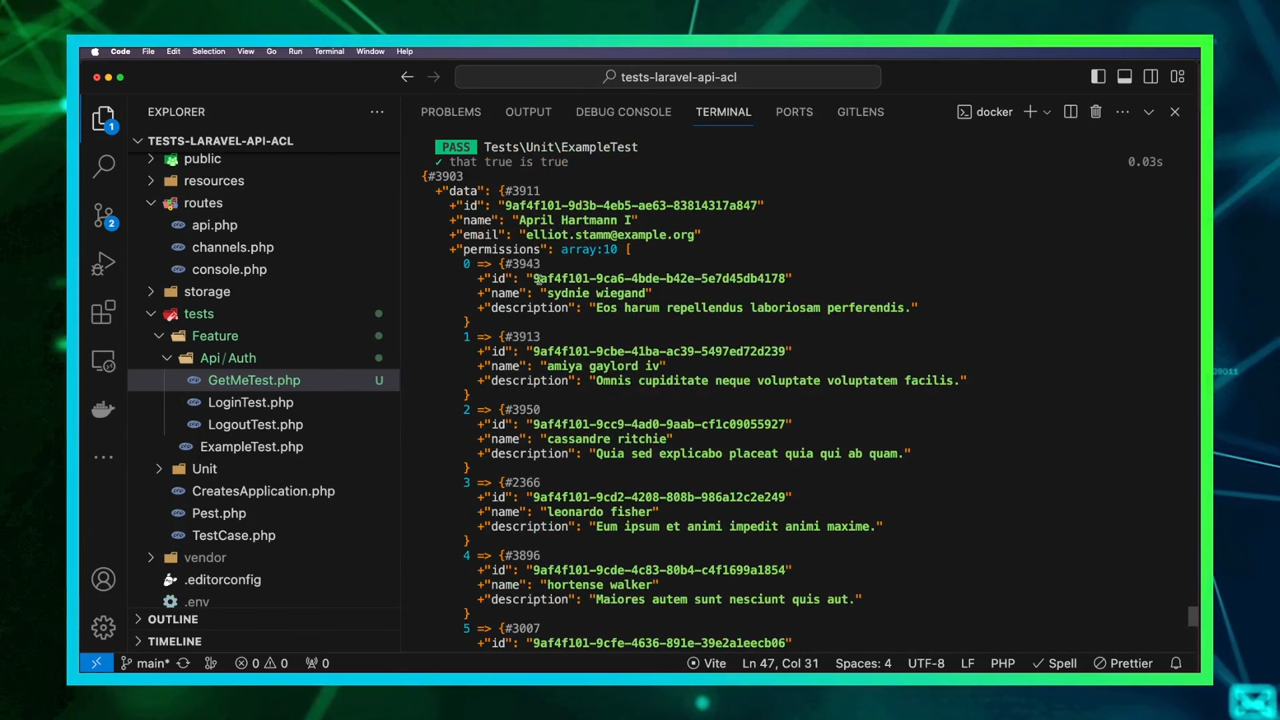 Code File Edit Selection View Go Run Terminal Window Help
tests-laravel-api-acl
EXPLORER
TESTS-LARAVEL-API-ACL
public
resources
routes
api.php
channels.php
console.php
storage
tests
Feature
Api/Auth
GetMeTest.php U
LoginTest.php
LogoutTest.php
ExampleTest.php
Unit
CreatesApplication.php
Pest.php
TestCase.php
vendor
.editorconfig
.env
OUTLINE
TIMELINE
1
2
PROBLEMS OUTPUT DEBUG CONSOLE TERMINAL PORTS GITLENS docker
PASS Tests\Unit\ExampleTest
✓ that true is true 0.03s
{#3903
+"data": {#3911
+"id": "9af4f101-9d3b-4eb5-ae63-83814317a847"
+"name": "April Hartmann I"
+"email": "elliot.stamm@example.org"
+"permissions": array:10 [
0 => {#3943
+"id": "9af4f101-9ca6-4bde-b42e-5e7d45db4178"
+"name": "sydnie wiegand"
+"description": "Eos harum repellendus laboriosam perferendis."
}
1 => {#3913
+"id": "9af4f101-9cbe-41ba-ac39-5497ed72d239"
+"name": "amiya gaylord iv"
+"description": "Omnis cupiditate neque voluptate voluptatem facilis."
}
2 => {#3950
+"id": "9af4f101-9cc9-4ad0-9aab-cf1c09055927"
+"name": "cassandre ritchie"
+"description": "Quia sed explicabo placeat quia qui ab quam."
}
3 => {#2366
+"id": "9af4f101-9cd2-4208-808b-986a12c2e249"
+"name": "leonardo fisher"
+"description": "Eum ipsum et animi impedit animi maxime."
}
4 => {#3896
+"id": "9af4f101-9cde-4c83-80b4-c4f1699a1854"
+"name": "hortense walker"
+"description": "Maiores autem sunt nesciunt quis aut."
}
5 => {#3007
+"id": "9af4f101-9cfe-4636-891e-39e2a1eecb06"
main* 0 0 0 Vite Ln 47, Col 31 Spaces: 4 UTF-8 LF PHP Spell Prettier